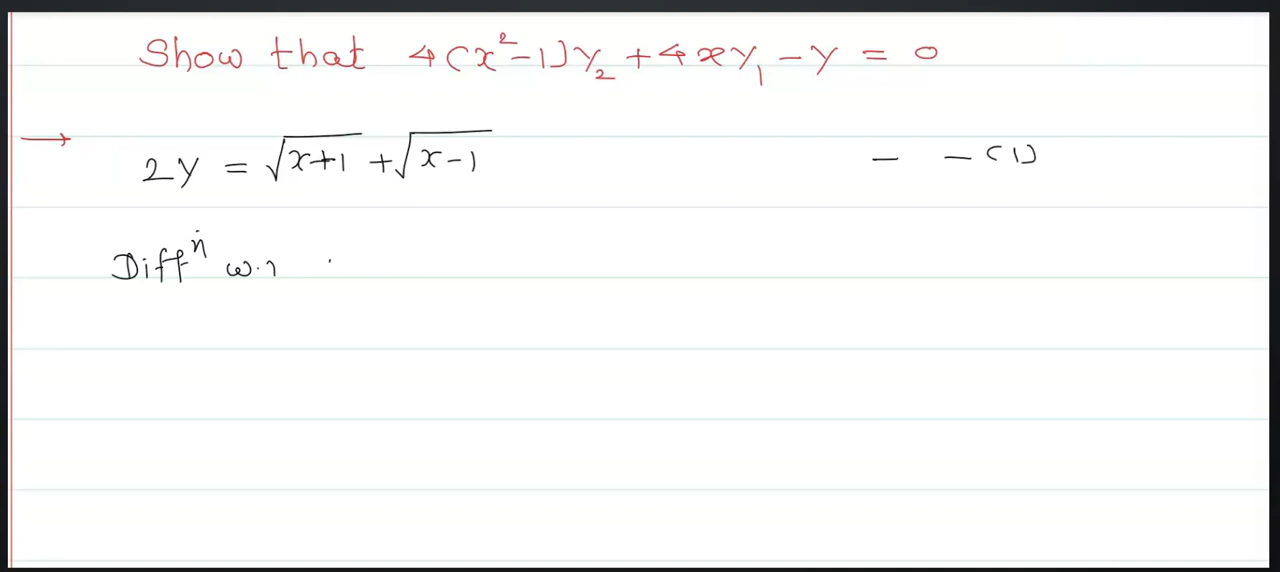 Show that 4(x²-1)y₂ + 4xy₁ - y = 0
→ 2y = √(x+1) + √(x-1) - - (1)
Diffⁿ w.r